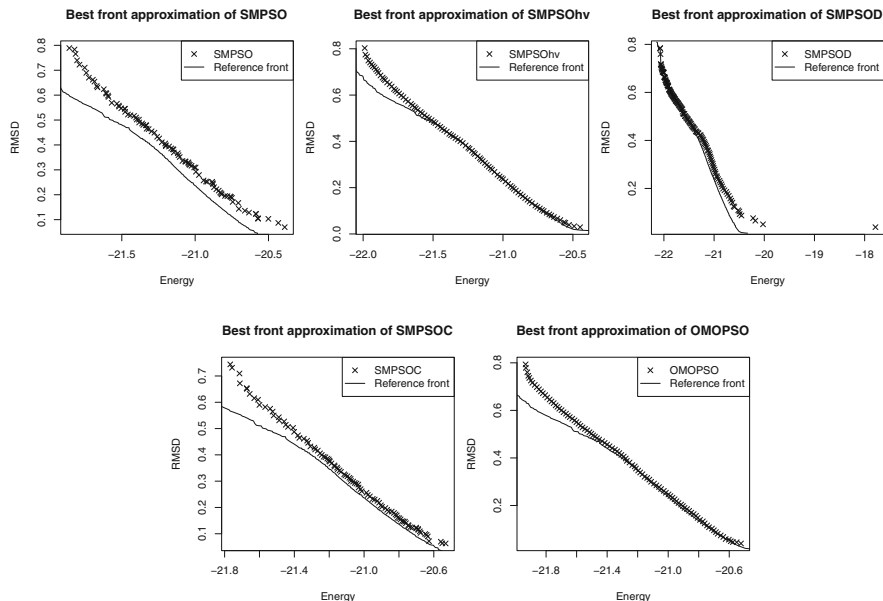 Best front approximation of SMPSO
0.8
0.7
0.6
0.5
0.4
0.3
0.2
0.1
RMSD
SMPSO
Reference front
−21.5
−21.0
−20.5
Energy
Best front approximation of SMPSOhv
0.8
0.6
0.4
0.2
0.0
RMSD
SMPSOhv
Reference front
−22.0
−21.5
−21.0
−20.5
Energy
Best front approximation of SMPSOD
0.8
0.6
0.4
0.2
RMSD
SMPSOD
Reference front
−22
−21
−20
−19
−18
Energy
Best front approximation of SMPSOC
0.7
0.6
0.5
0.4
0.3
0.2
0.1
RMSD
SMPSOC
Reference front
−21.8
−21.4
−21.0
−20.6
Energy
Best front approximation of OMOPSO
0.8
0.6
0.4
0.2
RMSD
OMOPSO
Reference front
−21.8
−21.4
−21.0
−20.6
Energy